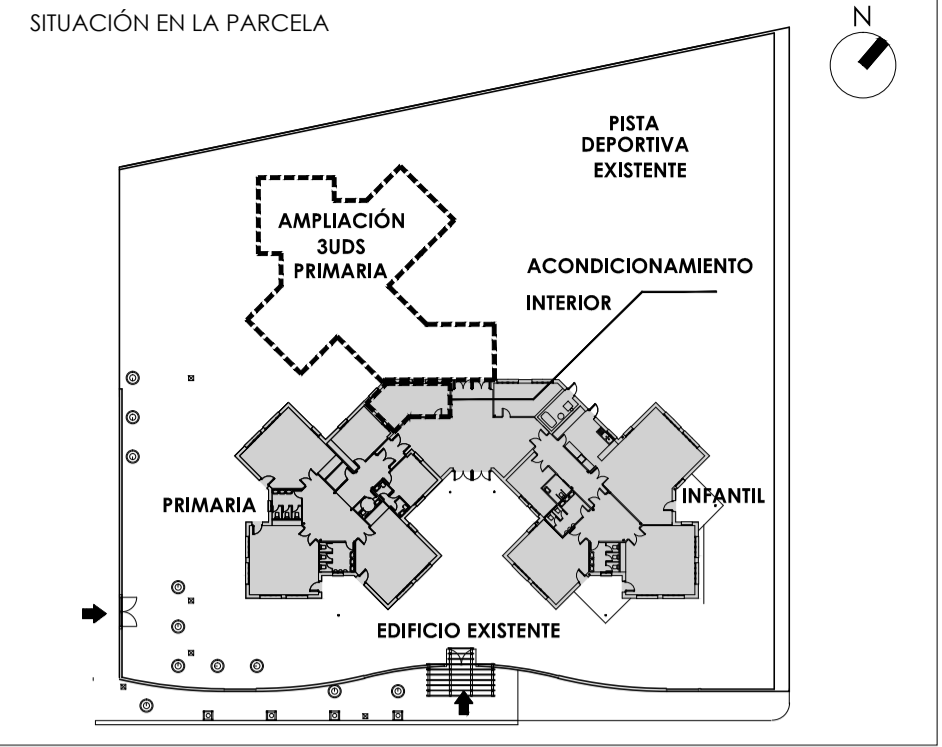 SITUACIÓN EN LA PARCELA
N
PISTA
DEPORTIVA
EXISTENTE
AMPLIACIÓN
3UDS
PRIMARIA
ACONDICIONAMIENTO
INTERIOR
PRIMARIA
INFANTIL
EDIFICIO EXISTENTE